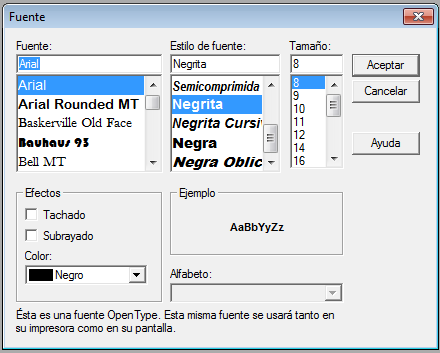 Fuente
Fuente:
Arial
Arial
Arial Rounded MT
Baskerville Old Face
Bauhaus 93
Bell MT
Estilo de fuente:
Negrita
Semicomprimida
Negrita
Negrita Cursi
Negra
Negra Oblic
Tamaño:
8
8
9
10
11
12
14
16
Aceptar
Cancelar
Ayuda
Efectos
Tachado
Subrayado
Color:
Negro
Ejemplo
AaBbYyZz
Alfabeto:
Ésta es una fuente OpenType. Esta misma fuente se usará tanto en
su impresora como en su pantalla.